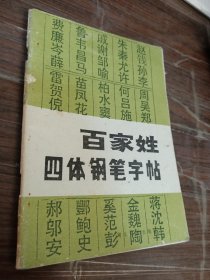 赵钱孙李周吴郑
朱秦尤许何吕施
戚谢邹喻柏水窦
鲁韦昌马苗凤花
费廉岑薛雷贺倪
百家姓
四体钢笔字帖
蒋沈韩
金魏陶
奚范彭
酆鲍史
郝邬安